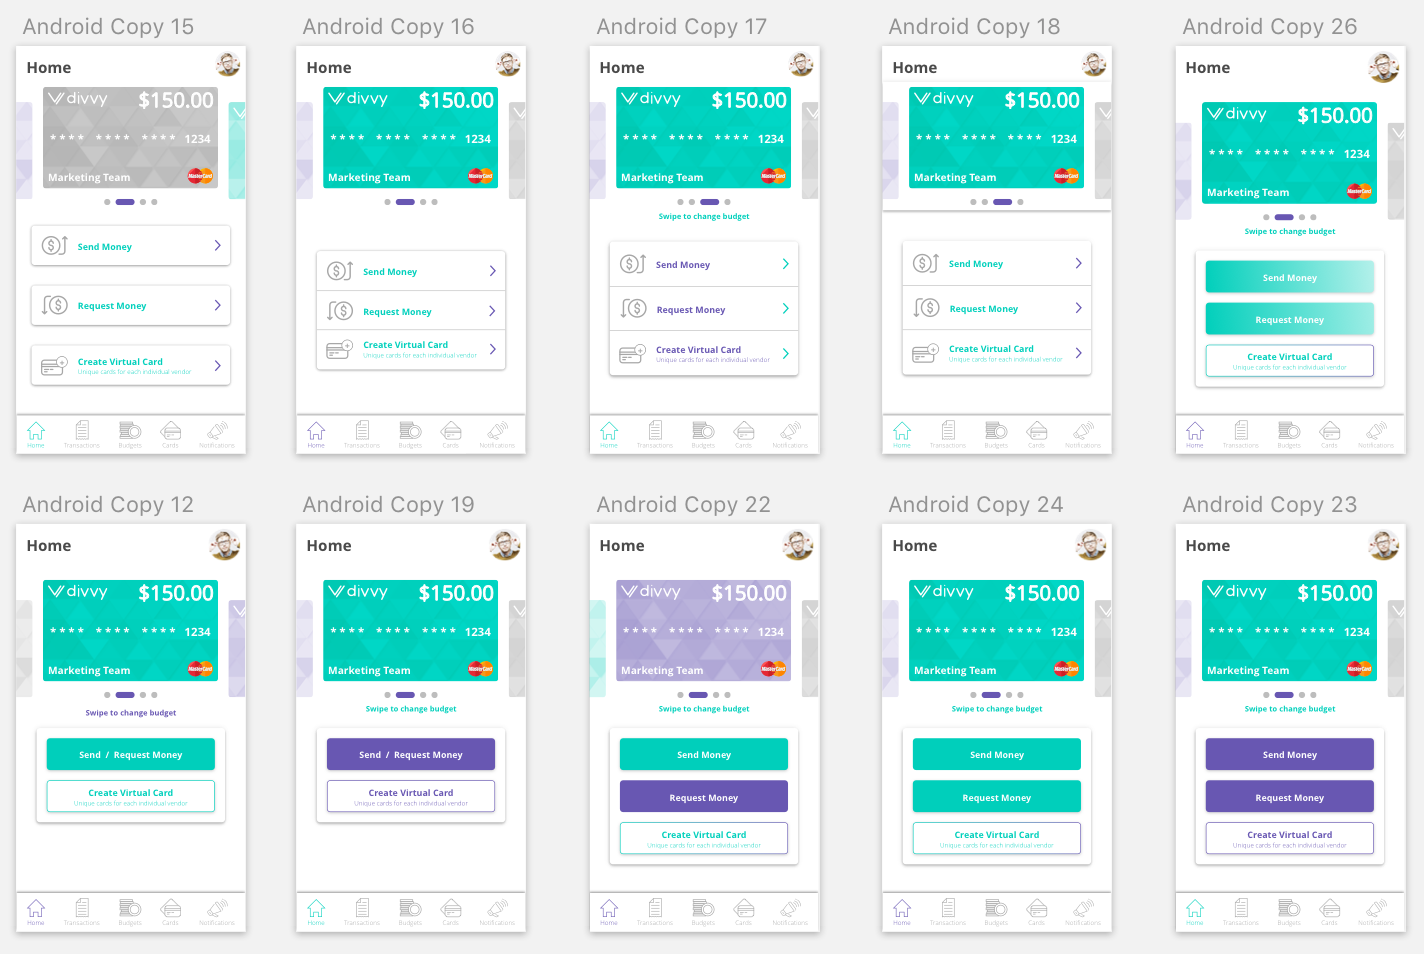 Android Copy 15
Home
divvy $150.00
**** **** **** 1234
Marketing Team MasterCard
Send Money
Request Money
Create Virtual Card
Unique cards for each individual vendor
Home Transactions Budgets Cards Notifications
Android Copy 16
Home
divvy $150.00
**** **** **** 1234
Marketing Team MasterCard
Send Money
Request Money
Create Virtual Card
Unique cards for each individual vendor
Home Transactions Budgets Cards Notifications
Android Copy 17
Home
divvy $150.00
**** **** **** 1234
Marketing Team MasterCard
Swipe to change budget
Send Money
Request Money
Create Virtual Card
Unique cards for each individual vendor
Home Transactions Budgets Cards Notifications
Android Copy 18
Home
divvy $150.00
**** **** **** 1234
Marketing Team MasterCard
Send Money
Request Money
Create Virtual Card
Unique cards for each individual vendor
Home Transactions Budgets Cards Notifications
Android Copy 26
Home
divvy $150.00
**** **** **** 1234
Marketing Team MasterCard
Swipe to change budget
Send Money
Request Money
Create Virtual Card
Unique cards for each individual vendor
Home Transactions Budgets Cards Notifications
Android Copy 12
Home
divvy $150.00
**** **** **** 1234
Marketing Team MasterCard
Swipe to change budget
Send / Request Money
Create Virtual Card
Unique cards for each individual vendor
Home Transactions Budgets Cards Notifications
Android Copy 19
Home
divvy $150.00
**** **** **** 1234
Marketing Team MasterCard
Swipe to change budget
Send / Request Money
Create Virtual Card
Unique cards for each individual vendor
Home Transactions Budgets Cards Notifications
Android Copy 22
Home
divvy $150.00
**** **** **** 1234
Marketing Team MasterCard
Swipe to change budget
Send Money
Request Money
Create Virtual Card
Unique cards for each individual vendor
Home Transactions Budgets Cards Notifications
Android Copy 24
Home
divvy $150.00
**** **** **** 1234
Marketing Team MasterCard
Swipe to change budget
Send Money
Request Money
Create Virtual Card
Unique cards for each individual vendor
Home Transactions Budgets Cards Notifications
Android Copy 23
Home
divvy $150.00
**** **** **** 1234
Marketing Team MasterCard
Swipe to change budget
Send Money
Request Money
Create Virtual Card
Unique cards for each individual vendor
Home Transactions Budgets Cards Notifications